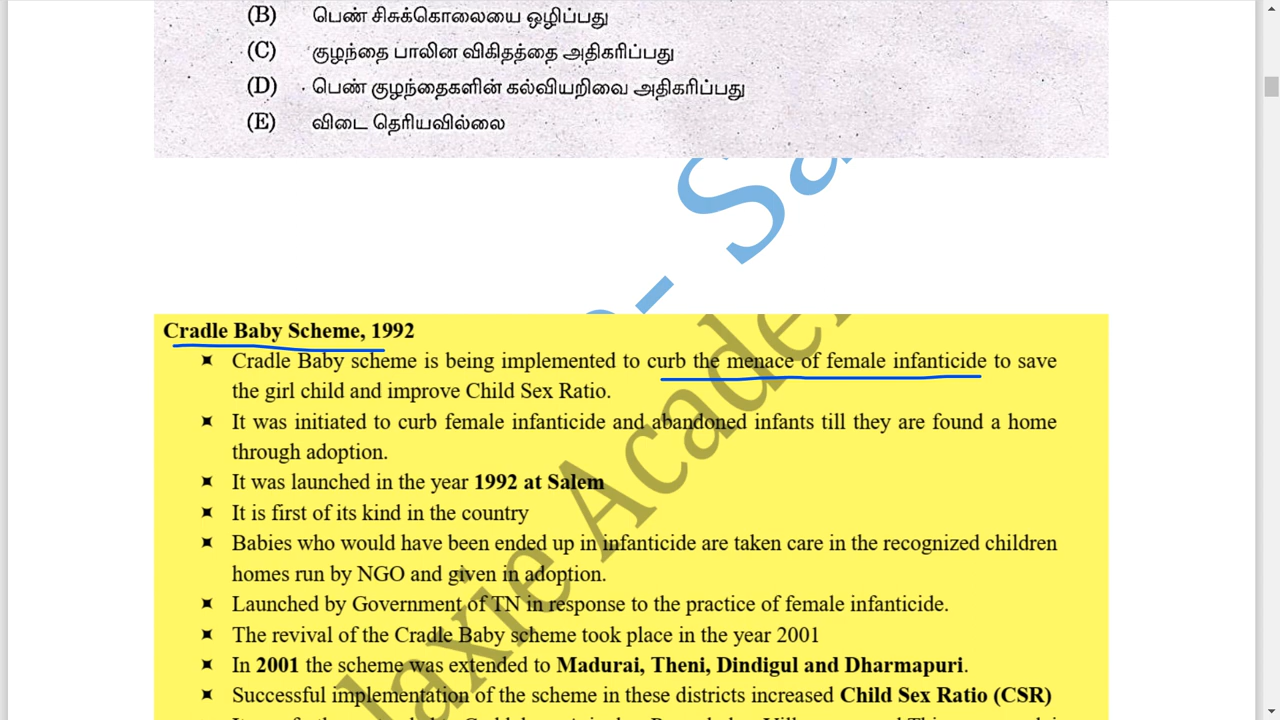 (B) பெண் சிசுக்கொலையை ஒழிப்பது
(C) குழந்தை பாலின விகிதத்தை அதிகரிப்பது
(D) பெண் குழந்தைகளின் கல்வியறிவை அதிகரிப்பது
(E) விடை தெரியவில்லை
Cradle Baby Scheme, 1992
Cradle Baby scheme is being implemented to curb the menace of female infanticide to save
the girl child and improve Child Sex Ratio.
It was initiated to curb female infanticide and abandoned infants till they are found a home
through adoption.
It was launched in the year 1992 at Salem
It is first of its kind in the country
Babies who would have been ended up in infanticide are taken care in the recognized children
homes run by NGO and given in adoption.
Launched by Government of TN in response to the practice of female infanticide.
The revival of the Cradle Baby scheme took place in the year 2001
In 2001 the scheme was extended to Madurai, Theni, Dindigul and Dharmapuri.
Successful implementation of the scheme in these districts increased Child Sex Ratio (CSR)